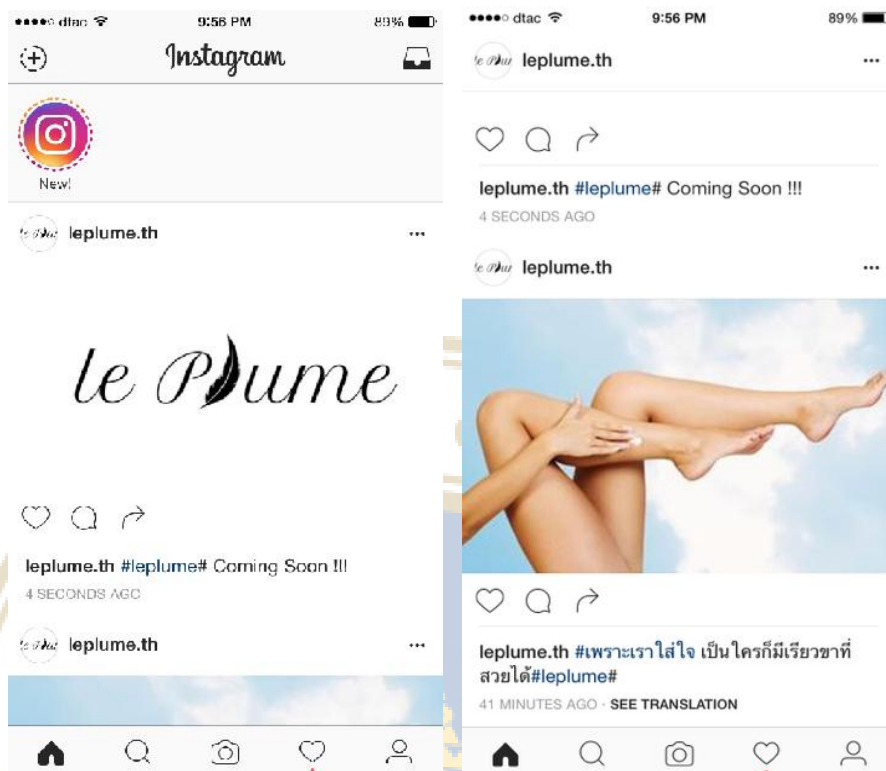 dtac 9:56 PM 89%
Instagram
New!
leplume.th
le Plume
leplume.th #leplume# Coming Soon !!!
4 SECONDS AGO
leplume.th
dtac 9:56 PM 89%
le Plume leplume.th
leplume.th #leplume# Coming Soon !!!
4 SECONDS AGO
le Plume leplume.th
leplume.th #เพราะเราใส่ใจ เป็นใครก็มีเรียวขาที่
สวยได้#leplume#
41 MINUTES AGO · SEE TRANSLATION